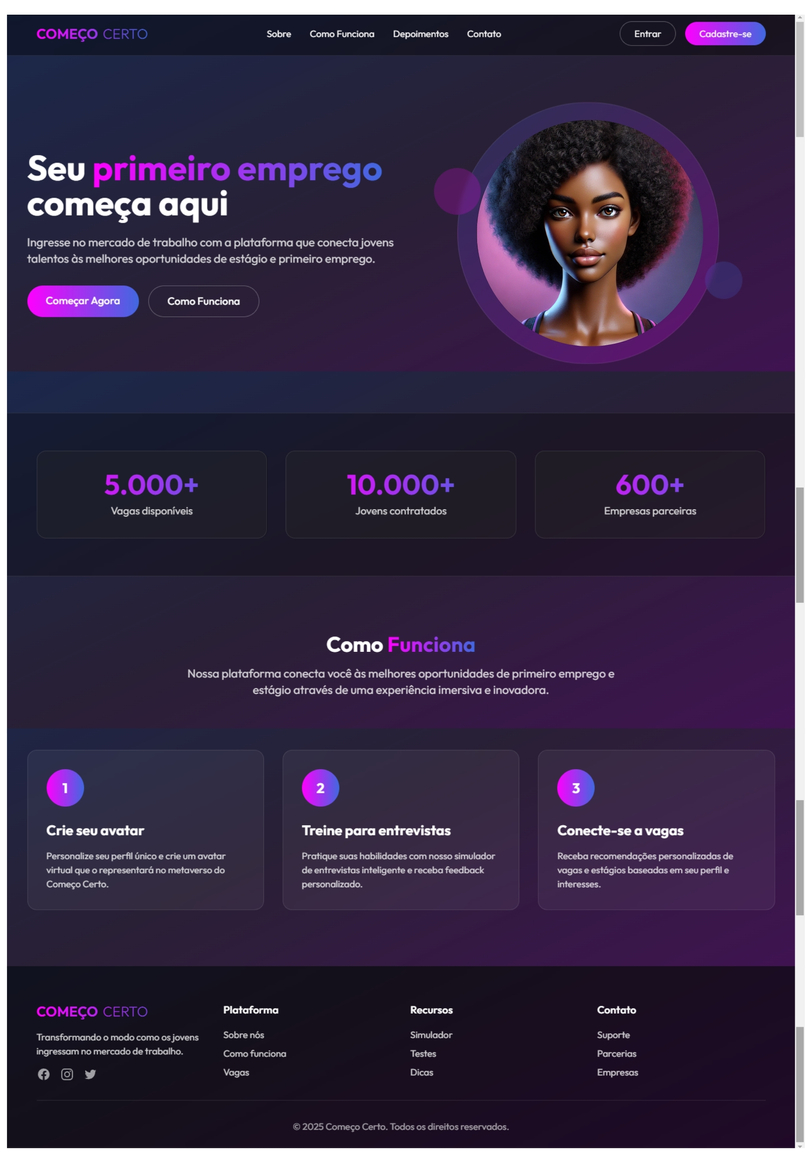 COMEÇO CERTO
Sobre
Como Funciona
Depoimentos
Contato
Entrar
Cadastre-se
Seu primeiro emprego
começa aqui
Ingresse no mercado de trabalho com a plataforma que conecta jovens
talentos às melhores oportunidades de estágio e primeiro emprego.
Começar Agora
Como Funciona
5.000+
Vagas disponíveis
10.000+
Jovens contratados
600+
Empresas parceiras
Como Funciona
Nossa plataforma conecta você às melhores oportunidades de primeiro emprego e
estágio através de uma experiência imersiva e inovadora.
1
Crie seu avatar
Personalize seu perfil único e crie um avatar
virtual que o representará no metaverso do
Começo Certo.
2
Treine para entrevistas
Pratique suas habilidades com nosso simulador
de entrevistas inteligente e receba feedback
personalizado.
3
Conecte-se a vagas
Receba recomendações personalizadas de
vagas e estágios baseadas em seu perfil e
interesses.
COMEÇO CERTO
Transformando o modo como os jovens
ingressam no mercado de trabalho.
Plataforma
Sobre nós
Como funciona
Vagas
Recursos
Simulador
Testes
Dicas
Contato
Suporte
Parcerias
Empresas
© 2025 Começo Certo. Todos os direitos reservados.